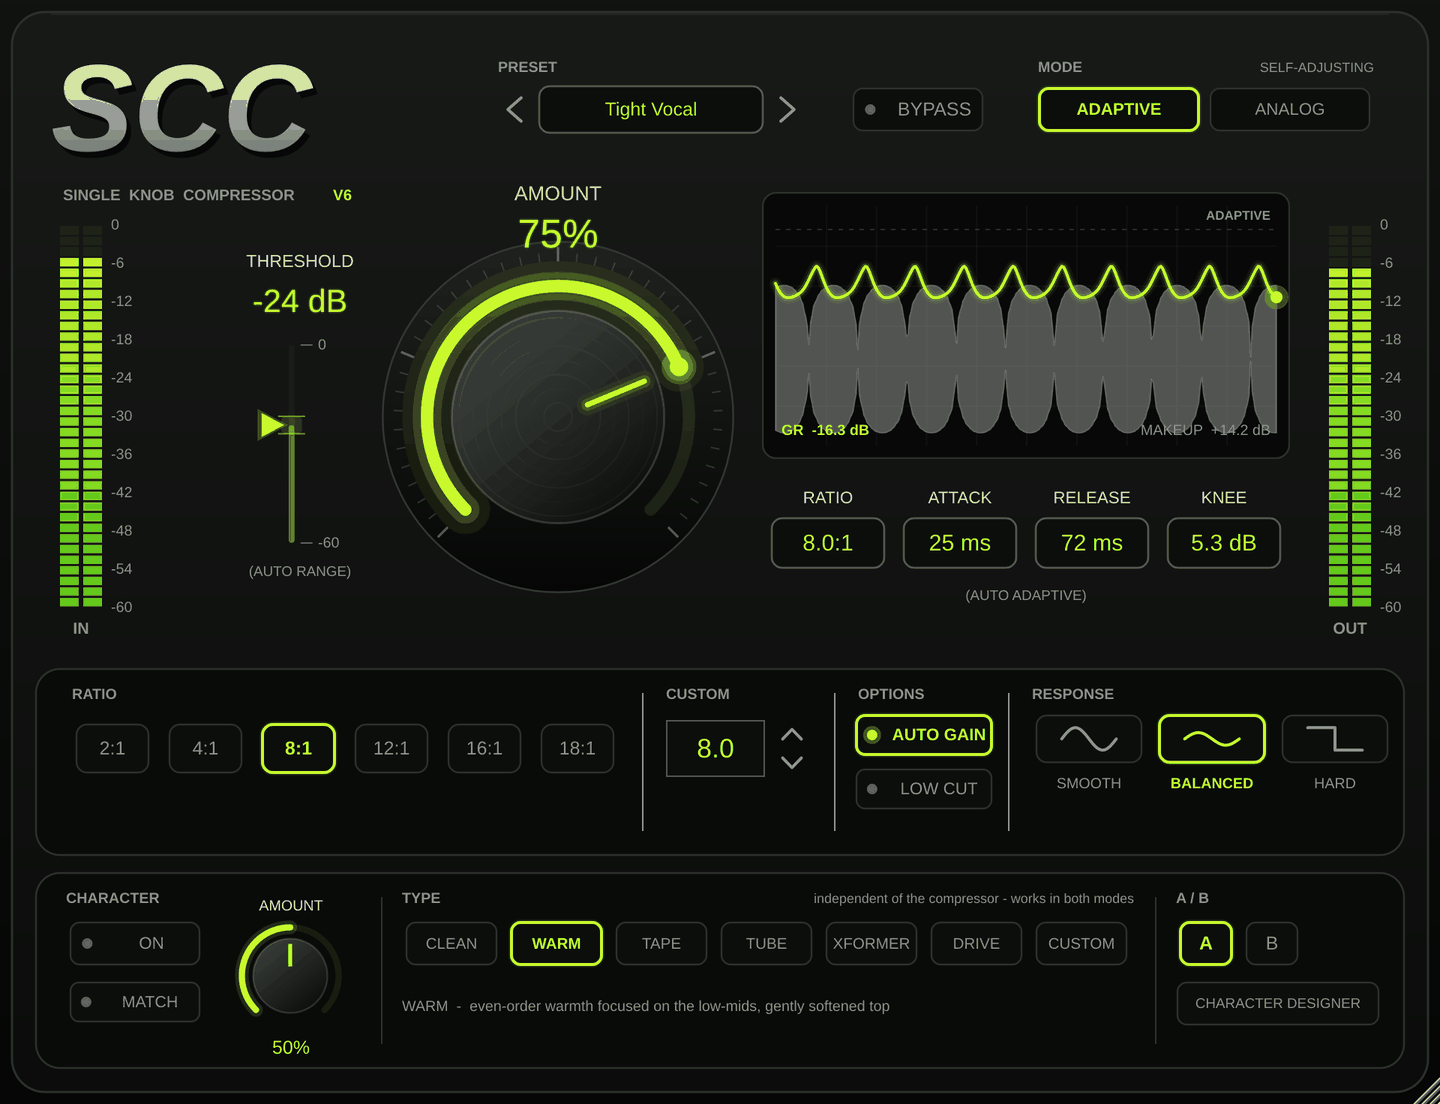 SCC
PRESET
Tight Vocal
BYPASS
MODE
SELF-ADJUSTING
ADAPTIVE
ANALOG
SINGLE KNOB COMPRESSOR V6
0
-6
-12
-18
-24
-30
-36
-42
-48
-54
-60
IN
THRESHOLD
-24 dB
0
-60
(AUTO RANGE)
AMOUNT
75%
ADAPTIVE
GR -16.3 dB
MAKEUP +14.2 dB
RATIO
8.0:1
ATTACK
25 ms
RELEASE
72 ms
KNEE
5.3 dB
(AUTO ADAPTIVE)
0
-6
-12
-18
-24
-30
-36
-42
-48
-54
-60
OUT
RATIO
2:1
4:1
8:1
12:1
16:1
18:1
CUSTOM
8.0
OPTIONS
AUTO GAIN
LOW CUT
RESPONSE
SMOOTH
BALANCED
HARD
CHARACTER
ON
MATCH
AMOUNT
50%
TYPE
independent of the compressor - works in both modes
CLEAN
WARM
TAPE
TUBE
XFORMER
DRIVE
CUSTOM
WARM - even-order warmth focused on the low-mids, gently softened top
A / B
A
B
CHARACTER DESIGNER